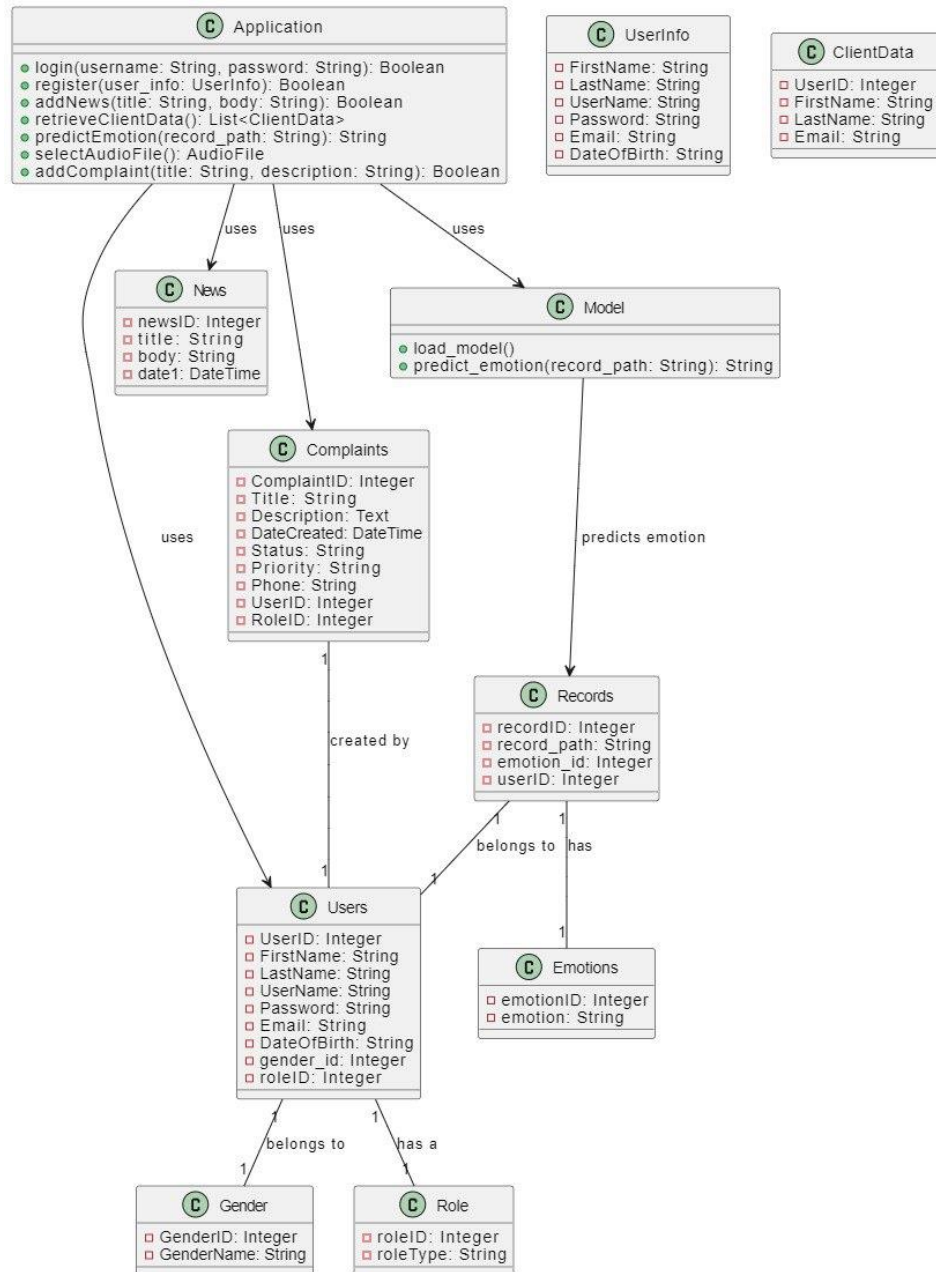 C Application
login(username: String, password: String): Boolean
register(user_info: UserInfo): Boolean
addNews(title: String, body: String): Boolean
retrieveClientData(): List<ClientData>
predictEmotion(record_path: String): String
selectAudioFile(): AudioFile
addComplaint(title: String, description: String): Boolean
C UserInfo
FirstName: String
LastName: String
UserName: String
Password: String
Email: String
DateOfBirth: String
C ClientData
UserID: Integer
FirstName: String
LastName: String
Email: String
uses
uses
uses
C News
newsID: Integer
title: String
body: String
date1: DateTime
C Model
load_model()
predict_emotion(record_path: String): String
C Complaints
ComplaintID: Integer
Title: String
Description: Text
DateCreated: DateTime
Status: String
Priority: String
Phone: String
UserID: Integer
RoleID: Integer
uses
predicts emotion
1
created by
1
C Records
recordID: Integer
record_path: String
emotion_id: Integer
userID: Integer
1
belongs to
1
1
has
1
C Users
UserID: Integer
FirstName: String
LastName: String
UserName: String
Password: String
Email: String
DateOfBirth: String
gender_id: Integer
roleID: Integer
C Emotions
emotionID: Integer
emotion: String
1
belongs to
1
1
has a
1
C Gender
GenderID: Integer
GenderName: String
C Role
roleID: Integer
roleType: String